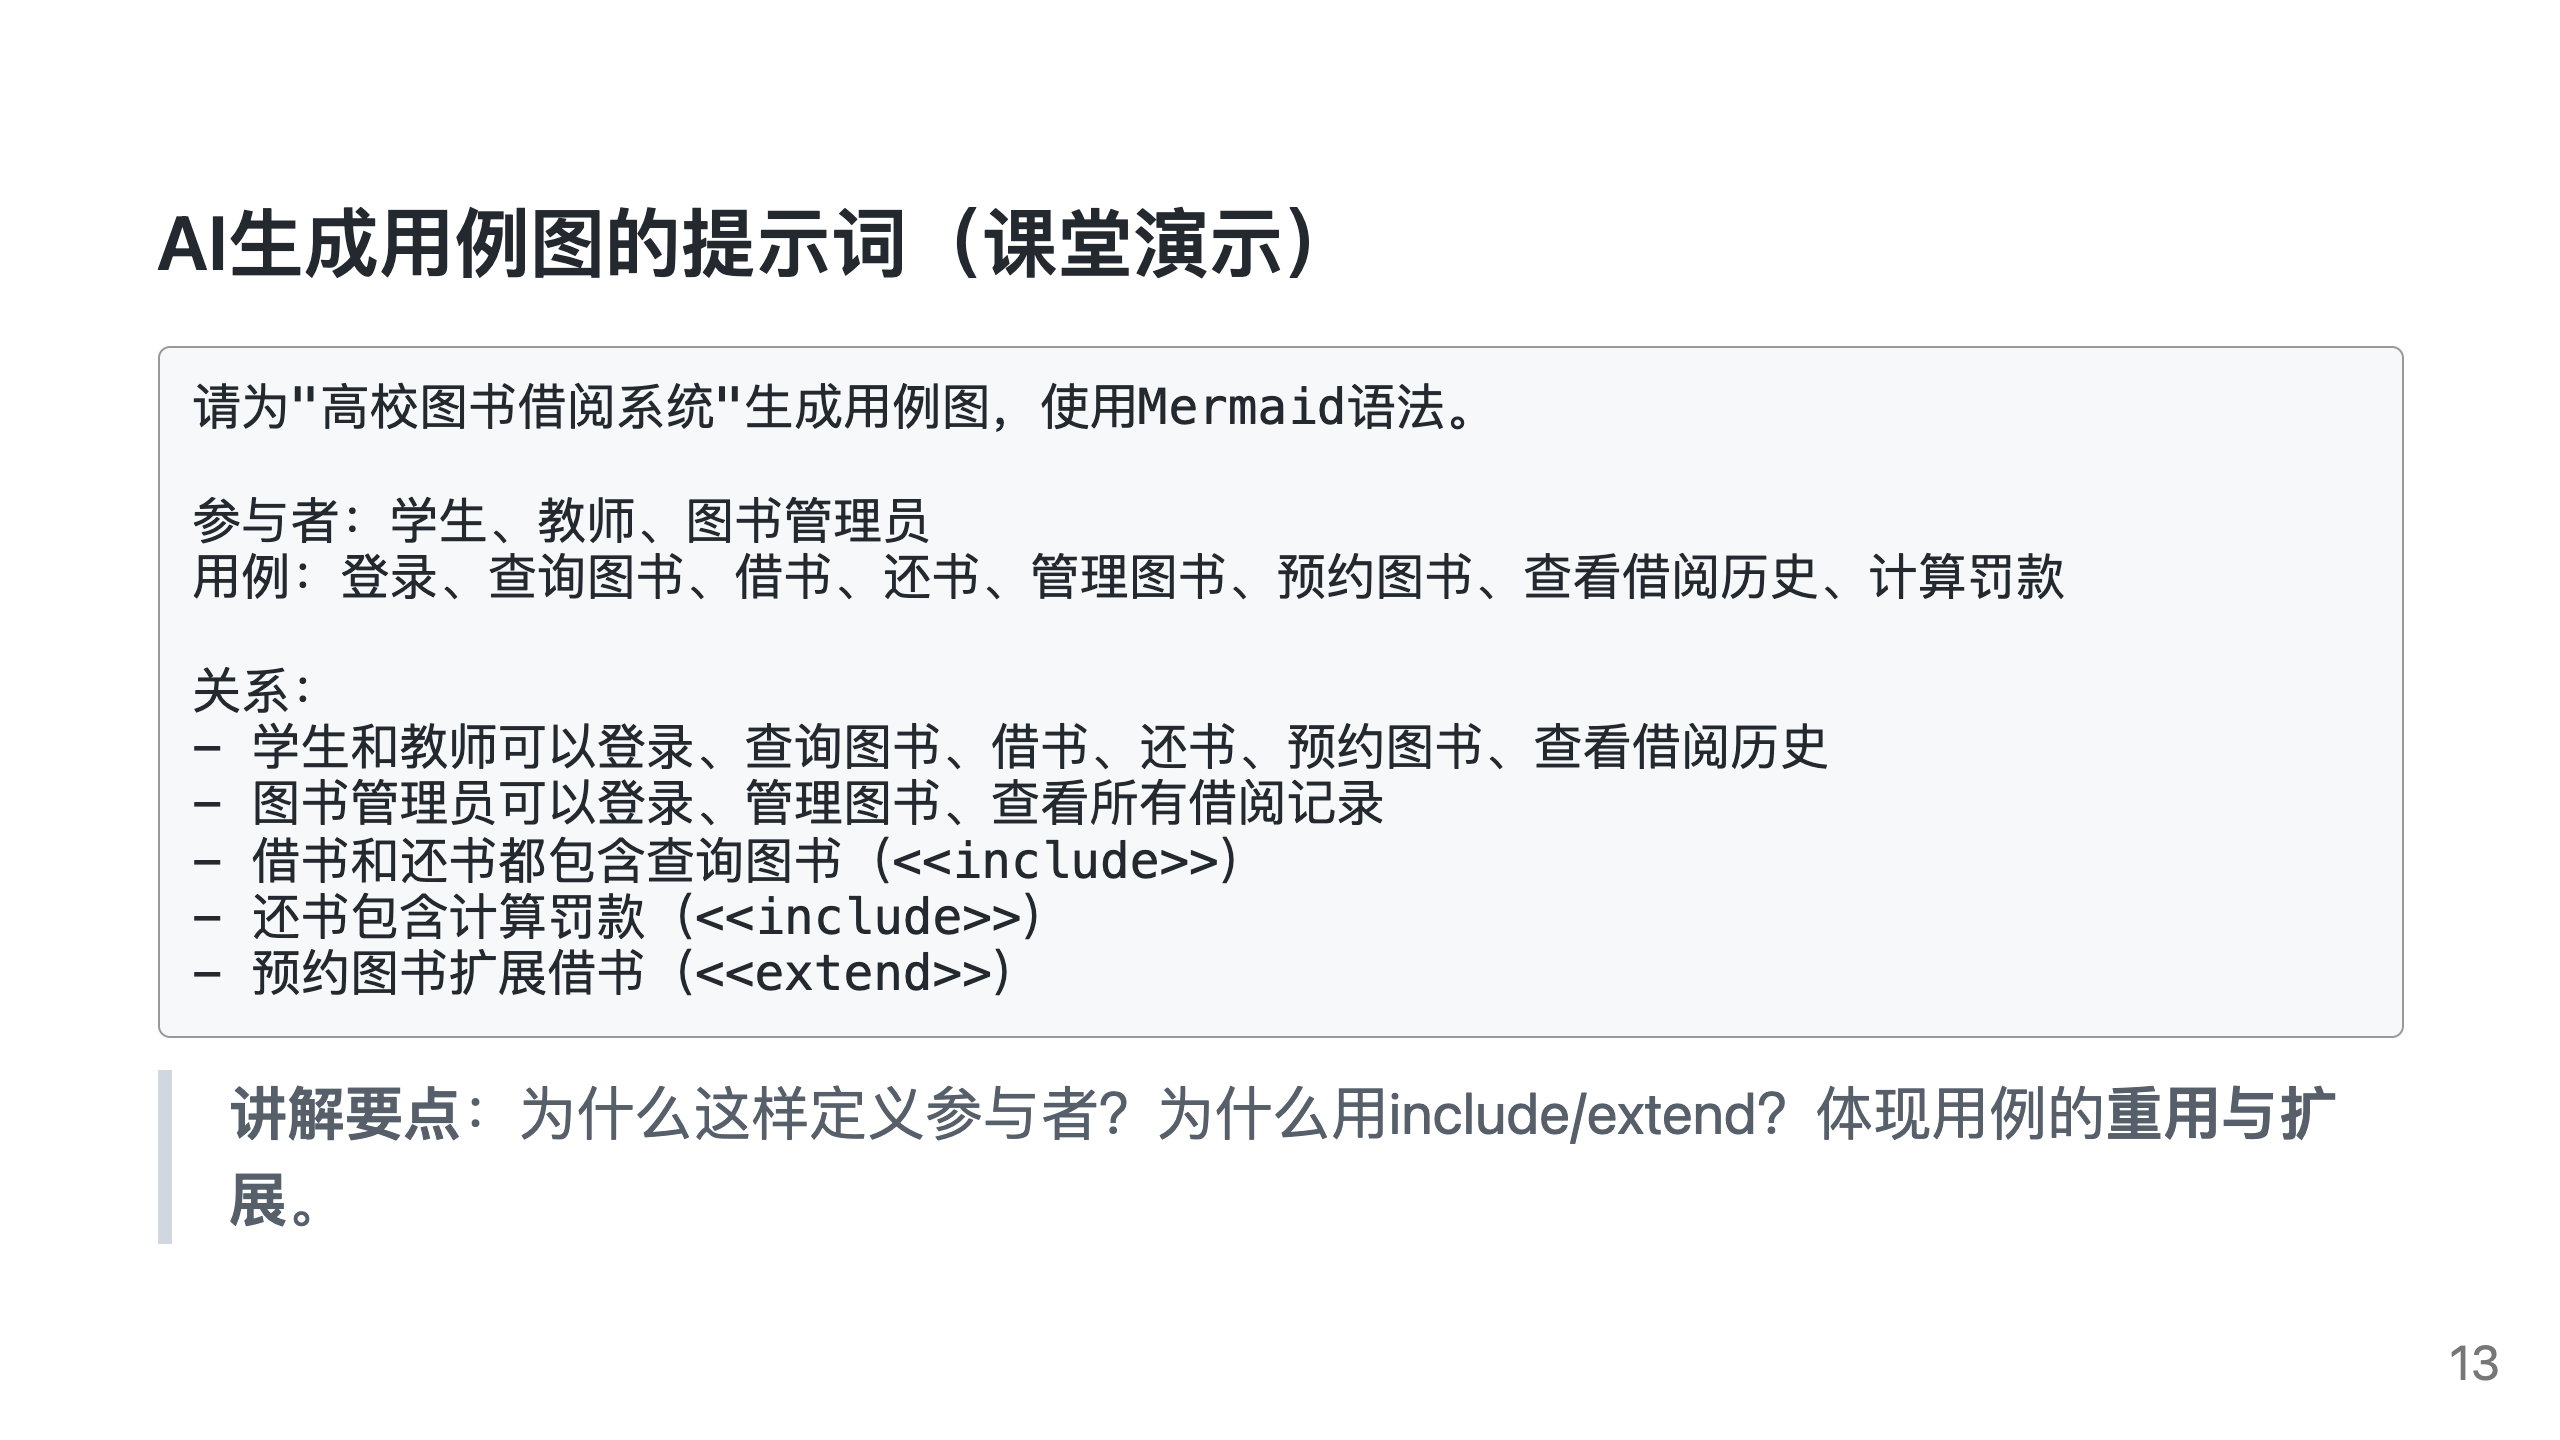 AI生成用例图的提示词（课堂演示）
请为"高校图书借阅系统"生成用例图，使用Mermaid语法。
参与者：学生、教师、图书管理员
用例：登录、查询图书、借书、还书、管理图书、预约图书、查看借阅历史、计算罚款
关系：
- 学生和教师可以登录、查询图书、借书、还书、预约图书、查看借阅历史
- 图书管理员可以登录、管理图书、查看所有借阅记录
- 借书和还书都包含查询图书（<<include>>）
- 还书包含计算罚款（<<include>>）
- 预约图书扩展借书（<<extend>>）
讲解要点：为什么这样定义参与者？为什么用include/extend？体现用例的重用与扩
展。
13